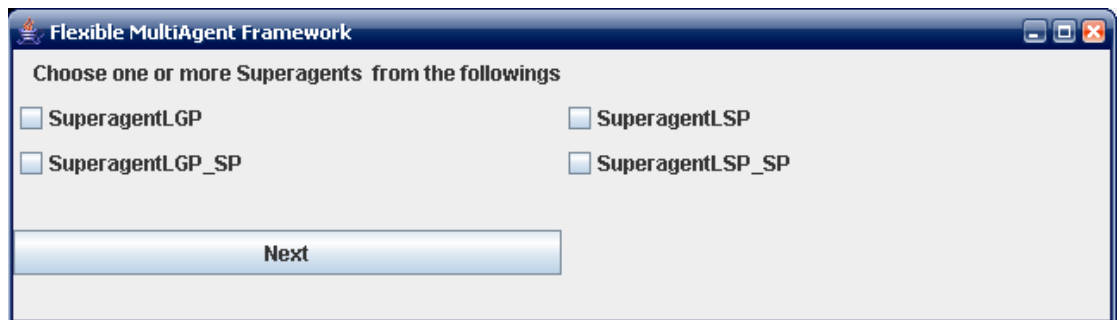 Flexible MultiAgent Framework
Choose one or more Superagents from the followings
SuperagentLGP
SuperagentLSP
SuperagentLGP_SP
SuperagentLSP_SP
Next